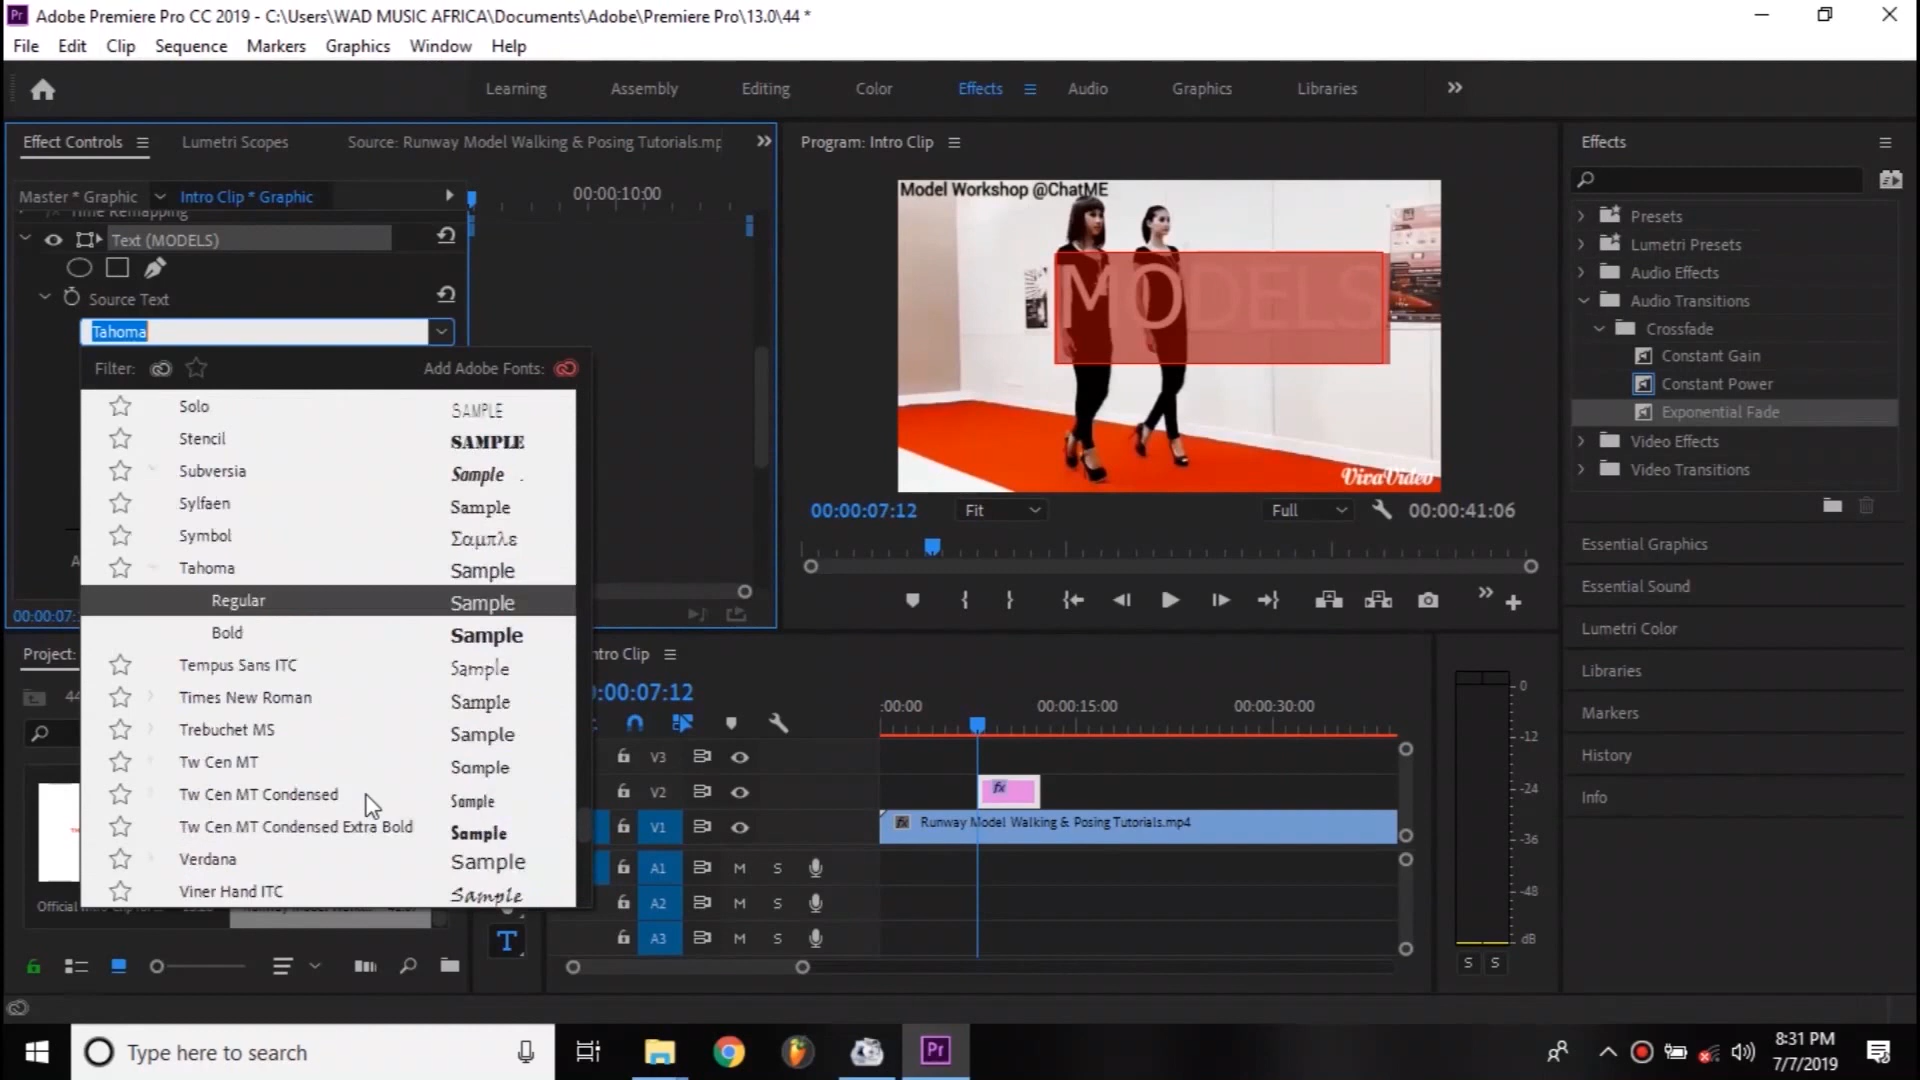 Adobe Premiere Pro CC 2019 - C:\Users\WAD MUSIC AFRICA\Documents\Adobe\Premiere Pro\13.0\44 *
File Edit Clip Sequence Markers Graphics Window Help
Learning Assembly Editing Color Effects Audio Graphics Libraries
Effect Controls Lumetri Scopes Source: Runway Model Walking & Posing Tutorials.mp
Master * Graphic Intro Clip * Graphic 00:00:10:00
Time Remapping
Text (MODELS)
Source Text
Tahoma
Filter: Add Adobe Fonts:
Solo SAMPLE
Stencil SAMPLE
Subversia Sample
Sylfaen Sample
Symbol Σαμπλε
Tahoma Sample
Regular Sample
Bold Sample
Tempus Sans ITC Sample
Times New Roman Sample
Trebuchet MS Sample
Tw Cen MT Sample
Tw Cen MT Condensed Sample
Tw Cen MT Condensed Extra Bold Sample
Verdana Sample
Viner Hand ITC Sample
00:00:07:
Project:
44
Program: Intro Clip
Model Workshop @ChatME
MODELS
VivaVideo
00:00:07:12 Fit Full 00:00:41:06
ntro Clip
:00:07:12
:00:00 00:00:15:00 00:00:30:00
V3
V2 fx
V1 fx Runway Model Walking & Posing Tutorials.mp4
A1 M S
A2 M S
A3 M S
0
-12
-24
-36
-48
dB
S S
Effects
Presets
Lumetri Presets
Audio Effects
Audio Transitions
Crossfade
Constant Gain
Constant Power
Exponential Fade
Video Effects
Video Transitions
Essential Graphics
Essential Sound
Lumetri Color
Libraries
Markers
History
Info
T
Type here to search
Pr
8:31 PM
7/7/2019